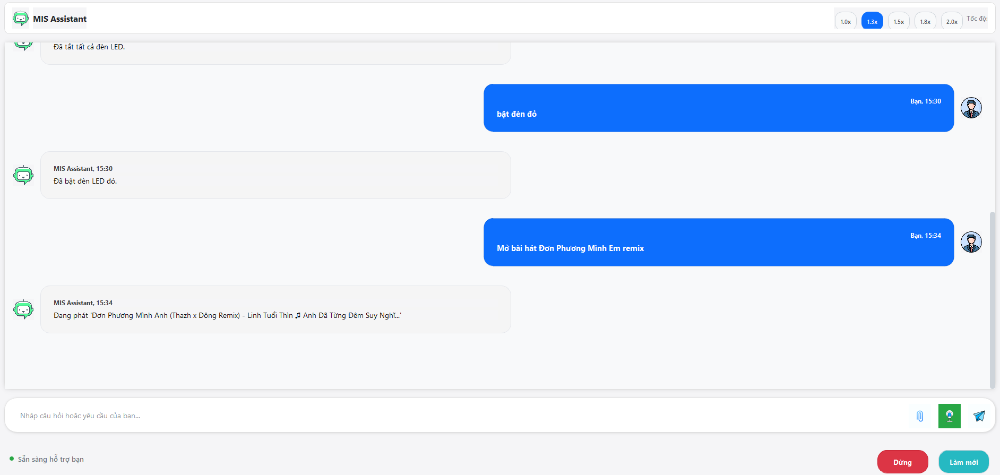 MIS Assistant
1.0x 1.3x 1.5x 1.8x 2.0x Tốc độ:
Đã tắt tất cả đèn LED.
Bạn, 15:30
bật đèn đỏ
MIS Assistant, 15:30
Đã bật đèn LED đỏ.
Bạn, 15:34
Mở bài hát Đơn Phương Mình Em remix
MIS Assistant, 15:34
Đang phát 'Đơn Phương Mình Anh (Thazh x Đông Remix) - Linh Tuổi Thìn ♫ Anh Đã Từng Đêm Suy Nghĩ...'
Nhập câu hỏi hoặc yêu cầu của bạn...
Sẵn sàng hỗ trợ bạn
Dừng
Làm mới